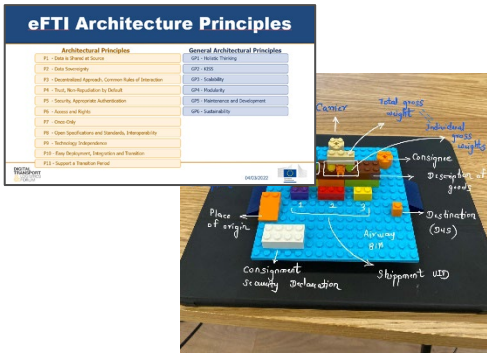 eFTI Architecture Principles
Architectural Principles
P1 - Data is Shared at Source
P2 - Data Sovereignty
P3 - Decentralized Approach, Common Rules of Interaction
P4 - Trust, Non-Repudiation by Default
P5 - Security, Appropriate Authentication
P6 - Access and Rights
P7 - Once Only
P8 - Open Specifications and Standards, Interoperability
P9 - Technology Independence
P10 - Easy Deployment, Integration and Transition
P11 - Support a Transition Period
General Architectural Principles
GP1 - Holistic Thinking
GP2 - KISS
GP3 - Scalability
GP4 - Modularity
GP5 - Maintenance and Development
GP6 - Sustainability
DIGITAL
TRANSPORT
FORUM
04/03/2020
Carrier
Total gross
weight
Individual
gross
weights
Consignee
Description of
goods
Destination
Place
of origin
Airway
Bill
Consignment
Security Declaration
Shippment UID